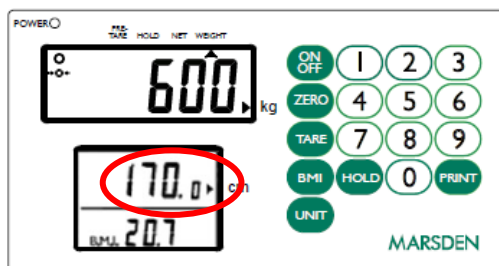 POWER
PRE-TARE HOLD NET WEIGHT
600 kg
170.0 cm
B.M.I. 20.7
ON OFF 1 2 3
ZERO 4 5 6
TARE 7 8 9
BMI HOLD 0 PRINT
UNIT
MARSDEN